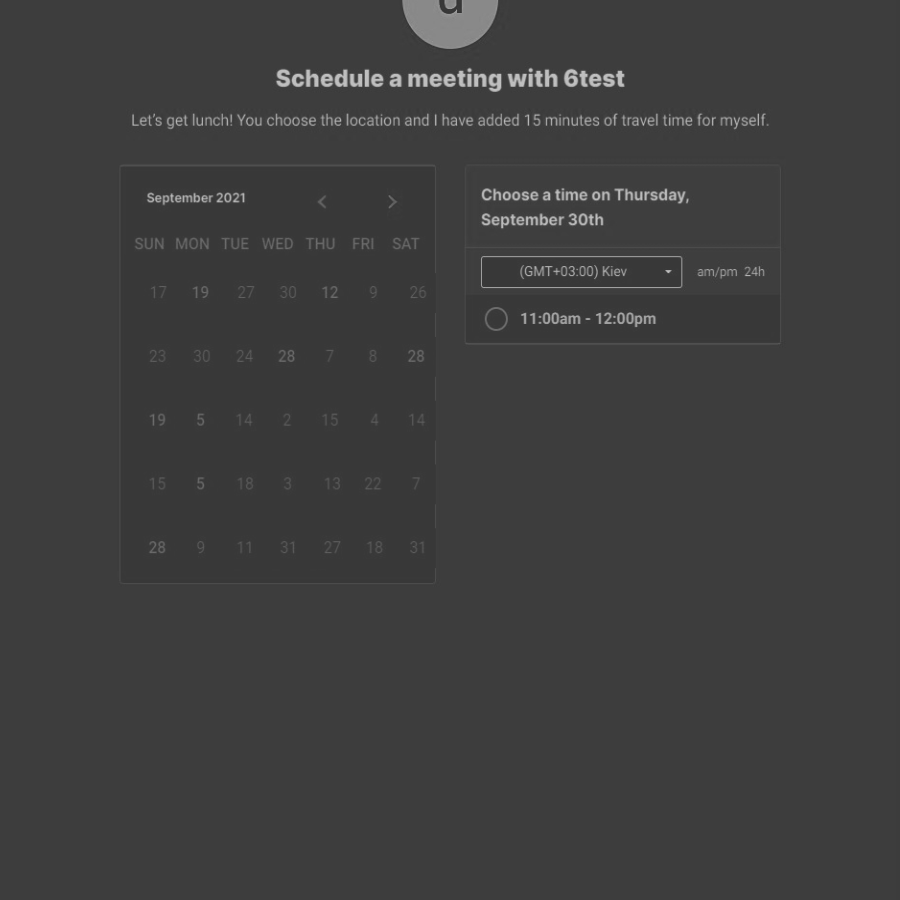 d
Schedule a meeting with 6test
Let's get lunch! You choose the location and I have added 15 minutes of travel time for myself.
September 2021
SUN MON TUE WED THU FRI SAT
17 19 27 30 12 9 26
23 30 24 28 7 8 28
19 5 14 2 15 4 14
15 5 18 3 13 22 7
28 9 11 31 27 18 31
Choose a time on Thursday,
September 30th
(GMT+03:00) Kiev am/pm 24h
11:00am - 12:00pm